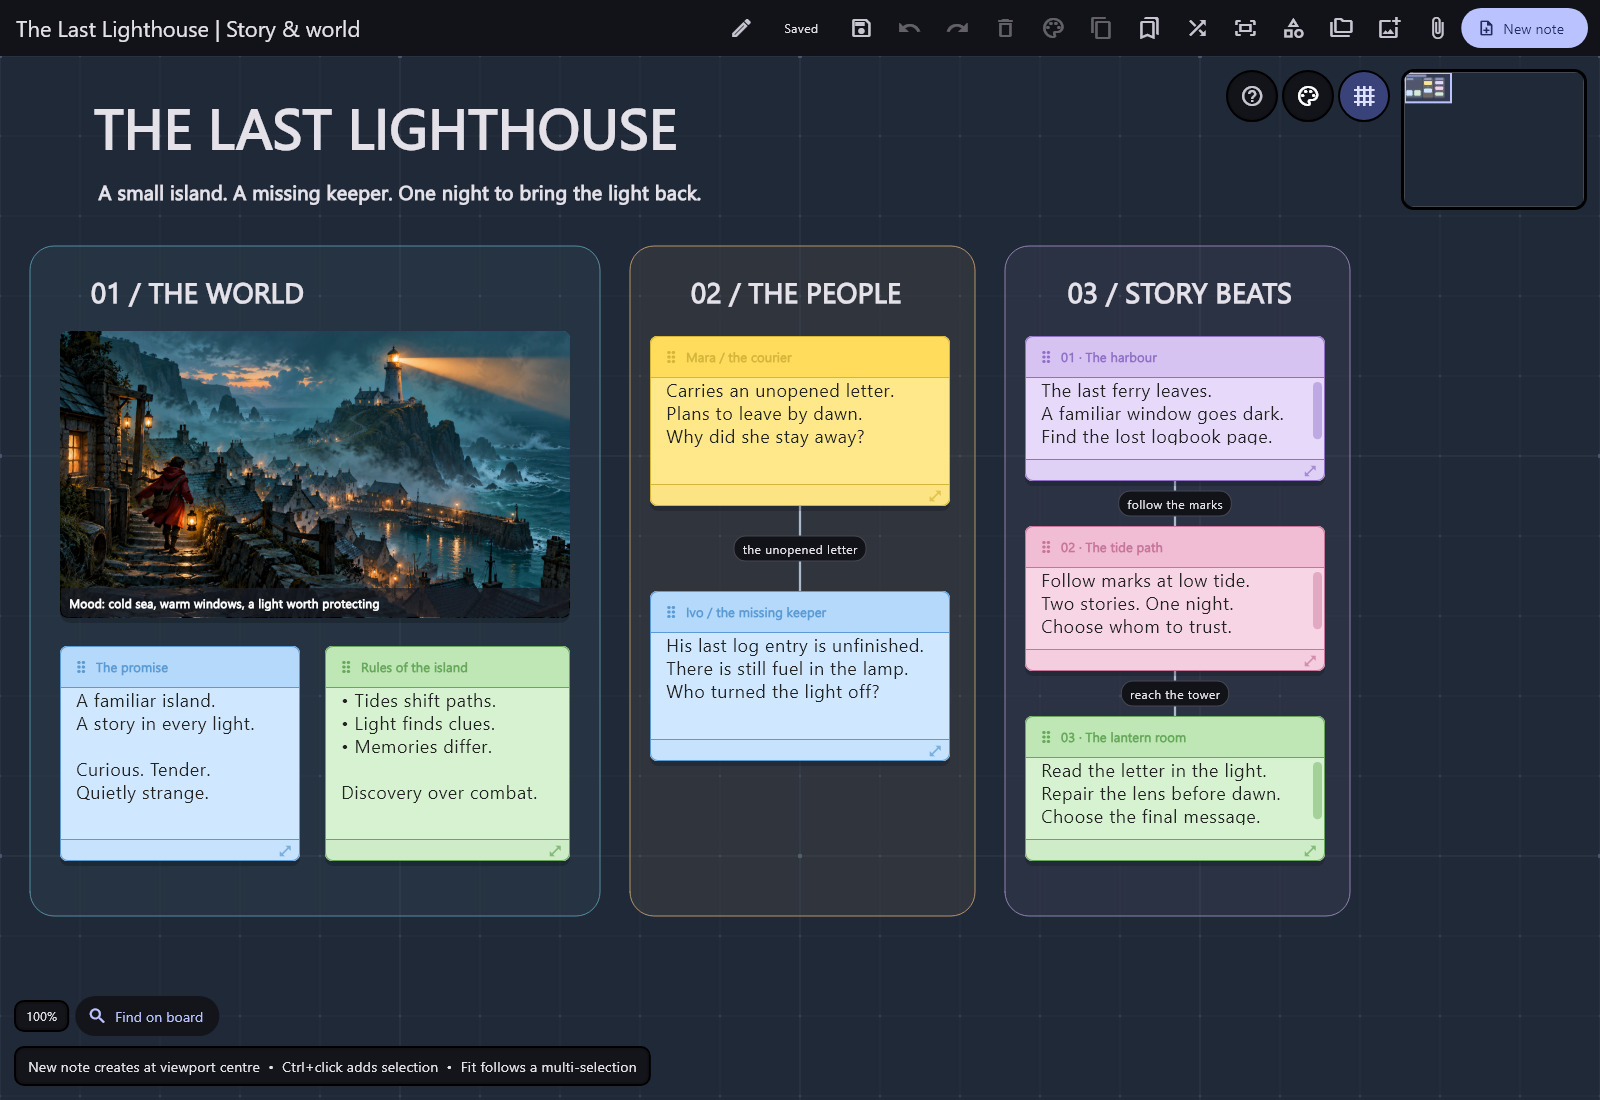 The Last Lighthouse | Story & world
Saved
New note
THE LAST LIGHTHOUSE
A small island. A missing keeper. One night to bring the light back.
01 / THE WORLD
Mood: cold sea, warm windows, a light worth protecting
The promise
A familiar island.
A story in every light.
Curious. Tender.
Quietly strange.
Rules of the island
• Tides shift paths.
• Light finds clues.
• Memories differ.
Discovery over combat.
02 / THE PEOPLE
Mara / the courier
Carries an unopened letter.
Plans to leave by dawn.
Why did she stay away?
the unopened letter
Ivo / the missing keeper
His last log entry is unfinished.
There is still fuel in the lamp.
Who turned the light off?
03 / STORY BEATS
01 · The harbour
The last ferry leaves.
A familiar window goes dark.
Find the lost logbook page.
follow the marks
02 · The tide path
Follow marks at low tide.
Two stories. One night.
Choose whom to trust.
reach the tower
03 · The lantern room
Read the letter in the light.
Repair the lens before dawn.
Choose the final message.
100%
Find on board
New note creates at viewport centre • Ctrl+click adds selection • Fit follows a multi-selection